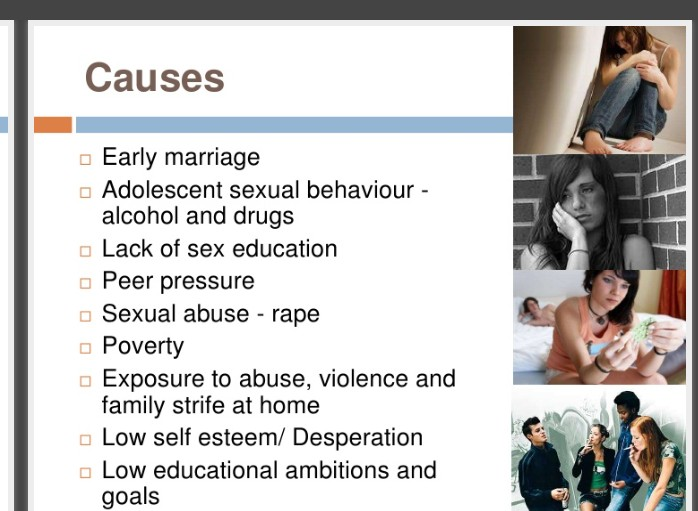 Causes
Early marriage
Adolescent sexual behaviour -
alcohol and drugs
Lack of sex education
Peer pressure
Sexual abuse - rape
Poverty
Exposure to abuse, violence and
family strife at home
Low self esteem/ Desperation
Low educational ambitions and
goals